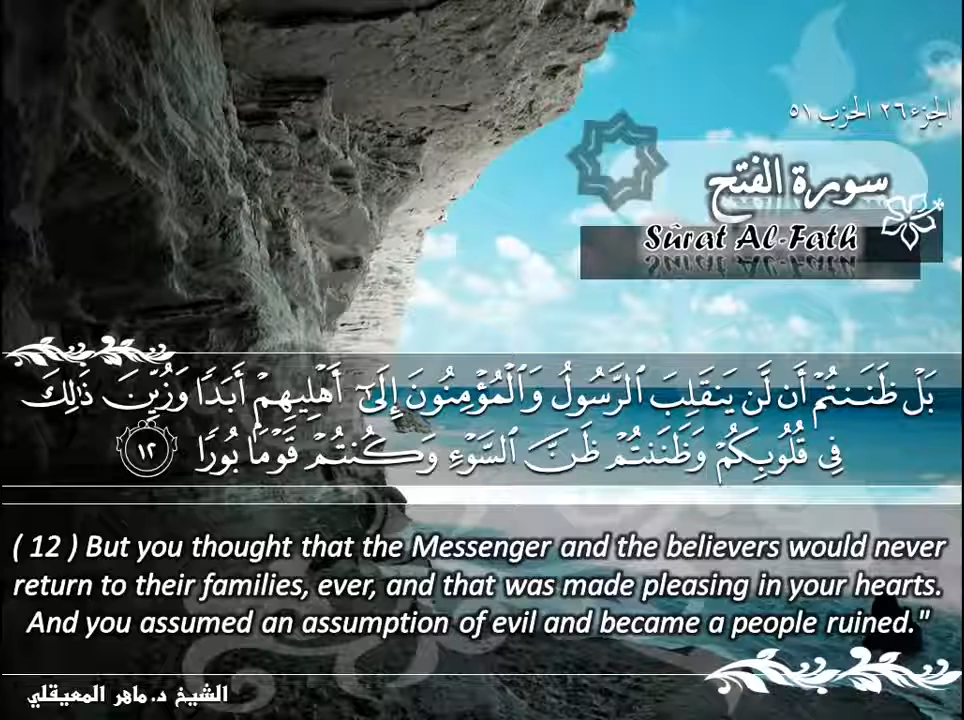 الجزء ٢٦ الحزب ٥١
سورة الفتح
Sûrat Al-Fath
بَلْ ظَنَنتُمْ أَن لَّن يَنقَلِبَ ٱلرَّسُولُ وَٱلْمُؤْمِنُونَ إِلَىٰٓ أَهْلِيهِمْ أَبَدًا وَزُيِّنَ ذَٰلِكَ
فِى قُلُوبِكُمْ وَظَنَنتُمْ ظَنَّ ٱلسَّوْءِ وَكُنتُمْ قَوْمًۢا بُورًا ١٢
( 12 ) But you thought that the Messenger and the believers would never
return to their families, ever, and that was made pleasing in your hearts.
And you assumed an assumption of evil and became a people ruined."
الشيخ د. ماهر المعيقلي